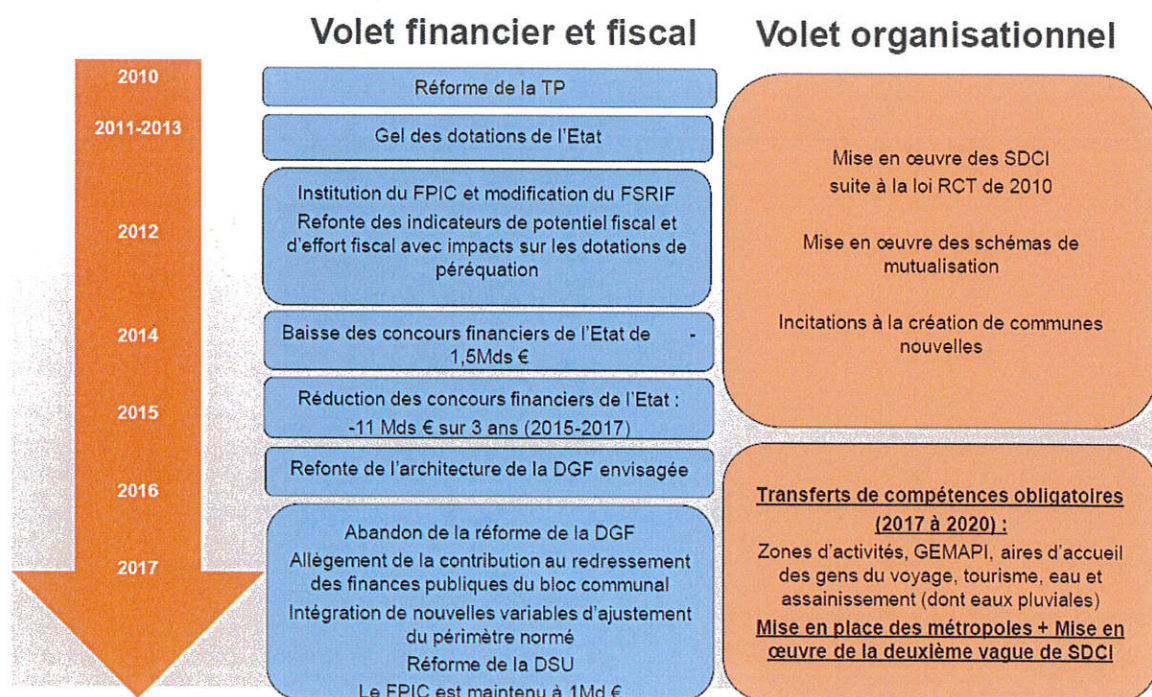 Volet financier et fiscal
Volet organisationnel
2010
2011-2013
2012
2014
2015
2016
2017
Réforme de la TP
Gel des dotations de l'Etat
Institution du FPIC et modification du FSRIF
Refonte des indicateurs de potentiel fiscal et
d'effort fiscal avec impacts sur les dotations de
péréquation
Baisse des concours financiers de l'Etat de -
1,5Mds €
Réduction des concours financiers de l'Etat :
-11 Mds € sur 3 ans (2015-2017)
Refonte de l'architecture de la DGF envisagée
Abandon de la réforme de la DGF
Allègement de la contribution au redressement
des finances publiques du bloc communal
Intégration de nouvelles variables d'ajustement
du périmètre normé
Réforme de la DSU
Le FPIC est maintenu à 1Md €
Mise en œuvre des SDCI
suite à la loi RCT de 2010
Mise en œuvre des schémas de
mutualisation
Incitations à la création de communes
nouvelles
Transferts de compétences obligatoires
(2017 à 2020) :
Zones d'activités, GEMAPI, aires d'accueil
des gens du voyage, tourisme, eau et
assainissement (dont eaux pluviales)
Mise en place des métropoles + Mise en
œuvre de la deuxième vague de SDCI